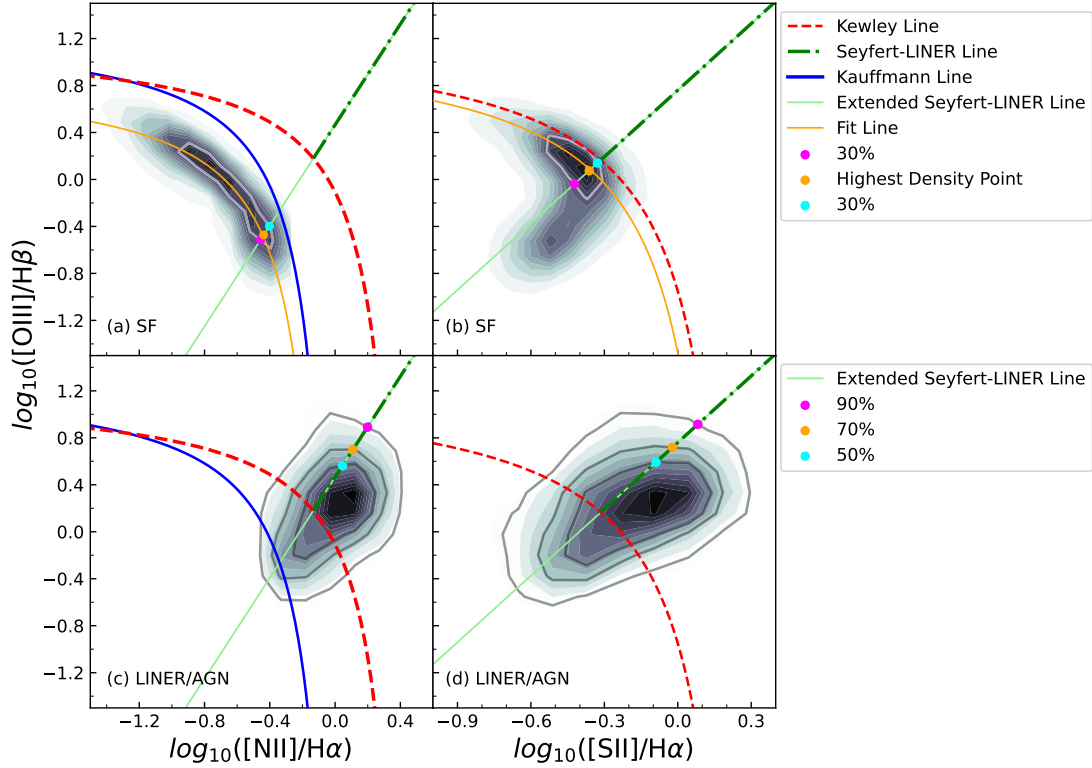 1.2
0.8
0.4
0.0
−0.4
−0.8
−1.2
(a) SF
(b) SF
Kewley Line
Seyfert-LINER Line
Kauffmann Line
Extended Seyfert-LINER Line
Fit Line
30%
Highest Density Point
30%
log10([OIII]/Hβ)
1.2
0.8
0.4
0.0
−0.4
−0.8
−1.2
(c) LINER/AGN
(d) LINER/AGN
Extended Seyfert-LINER Line
90%
70%
50%
−1.2 −0.8 −0.4 0.0 0.4
−0.9 −0.6 −0.3 0.0 0.3
log10([NII]/Hα)
log10([SII]/Hα)